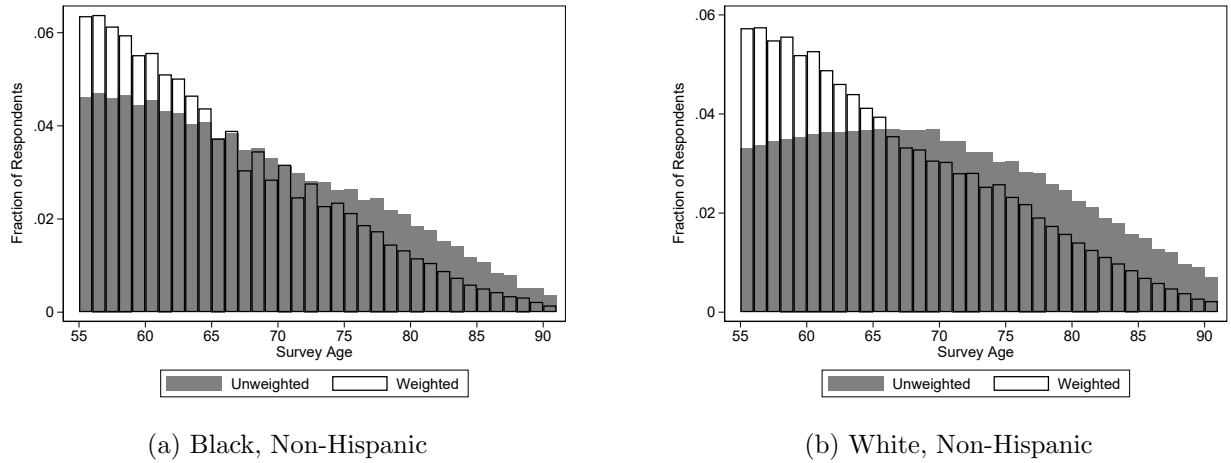 Fraction of Respondents
.06
.04
.02
0
55 60 65 70 75 80 85 90
Survey Age
Unweighted Weighted
(a) Black, Non-Hispanic
Fraction of Respondents
.06
.04
.02
0
55 60 65 70 75 80 85 90
Survey Age
Unweighted Weighted
(b) White, Non-Hispanic